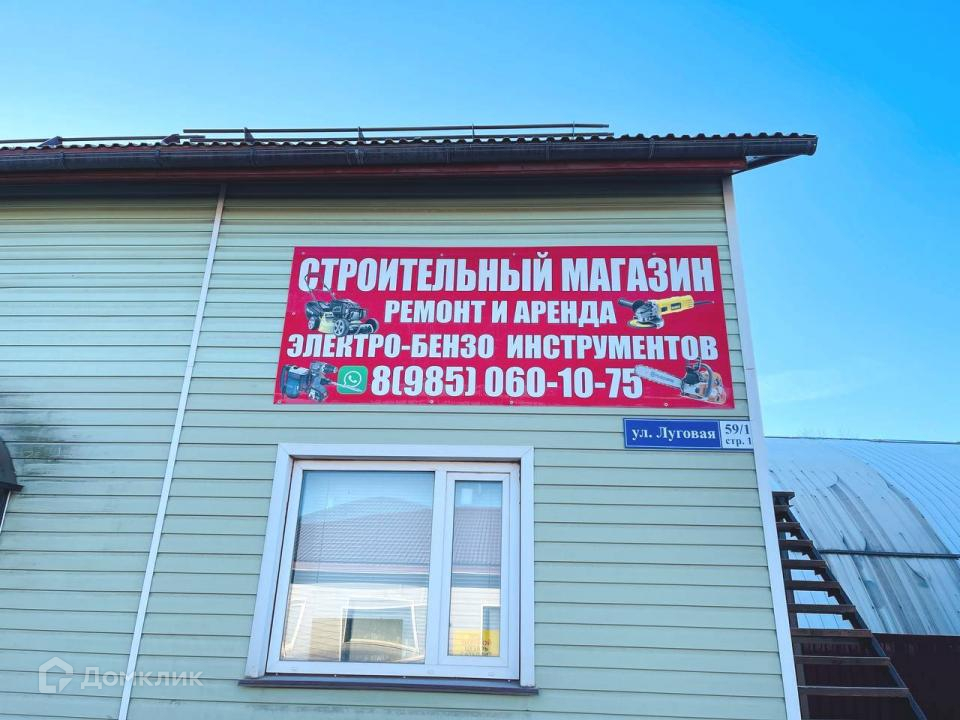 СТРОИТЕЛЬНЫЙ МАГАЗИН
РЕМОНТ И АРЕНДА
ЭЛЕКТРО-БЕНЗО ИНСТРУМЕНТОВ
8(985) 060-10-75
ул. Луговая 59/1
стр. 1
Домклик